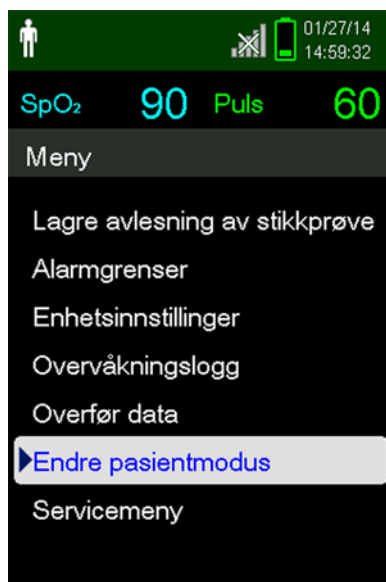 01/27/14
14:59:32
SpO₂ 90 Puls 60
Meny
Lagre avlesning av stikkprøve
Alarmgrenser
Enhetsinnstillinger
Overvåkningslogg
Overfør data
Endre pasientmodus
Servicemeny